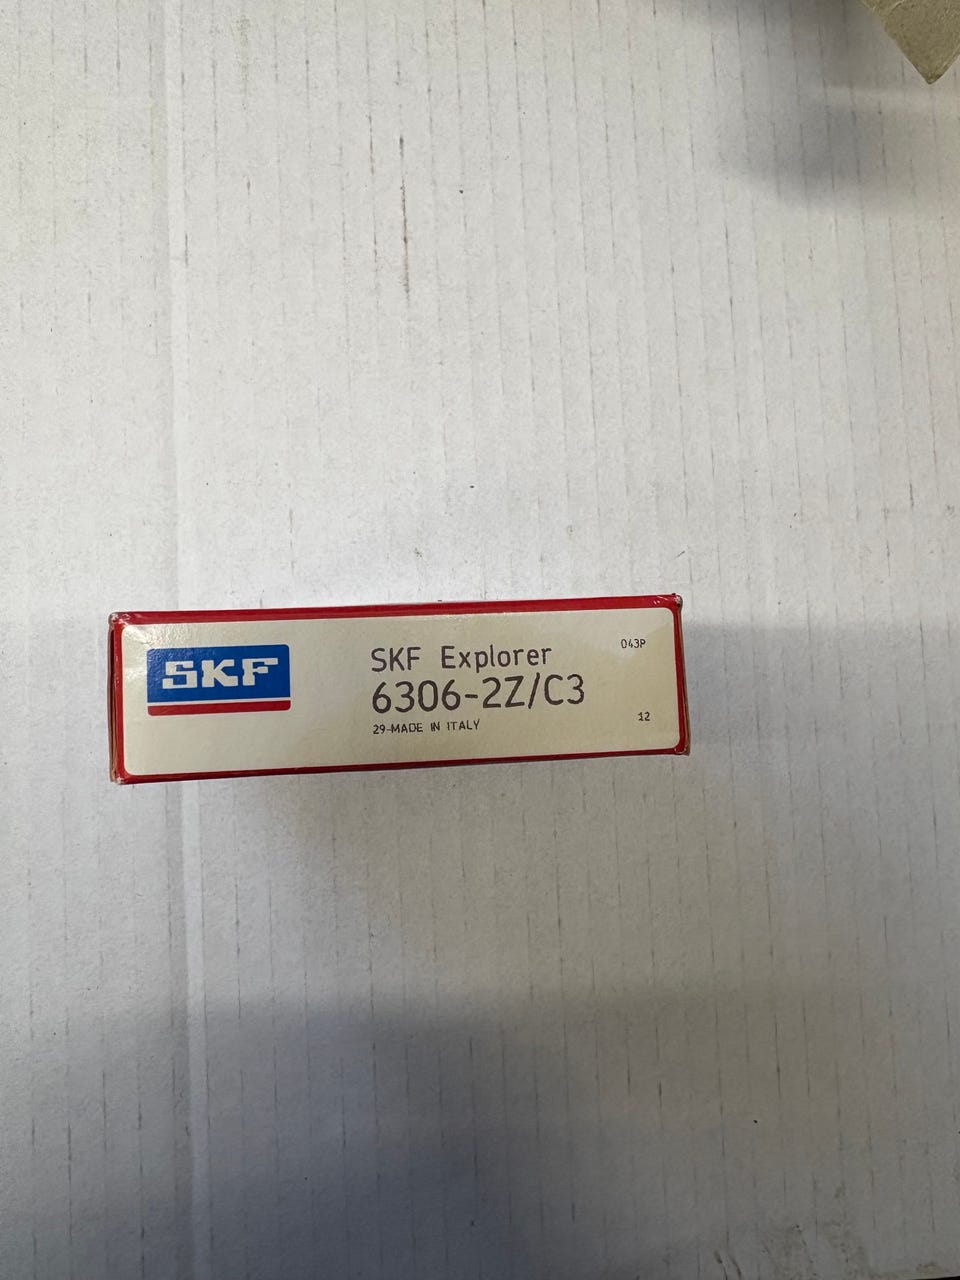 SKF
SKF Explorer
043P
6306-2Z/C3
29-MADE IN ITALY
12